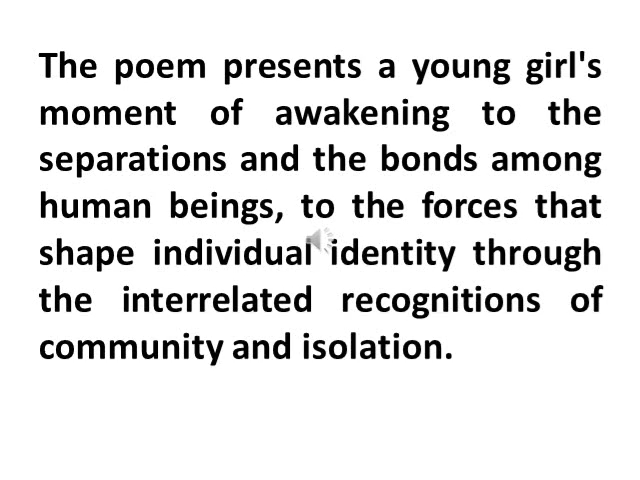 The poem presents a young girl's
moment of awakening to the
separations and the bonds among
human beings, to the forces that
shape individual identity through
the interrelated recognitions of
community and isolation.